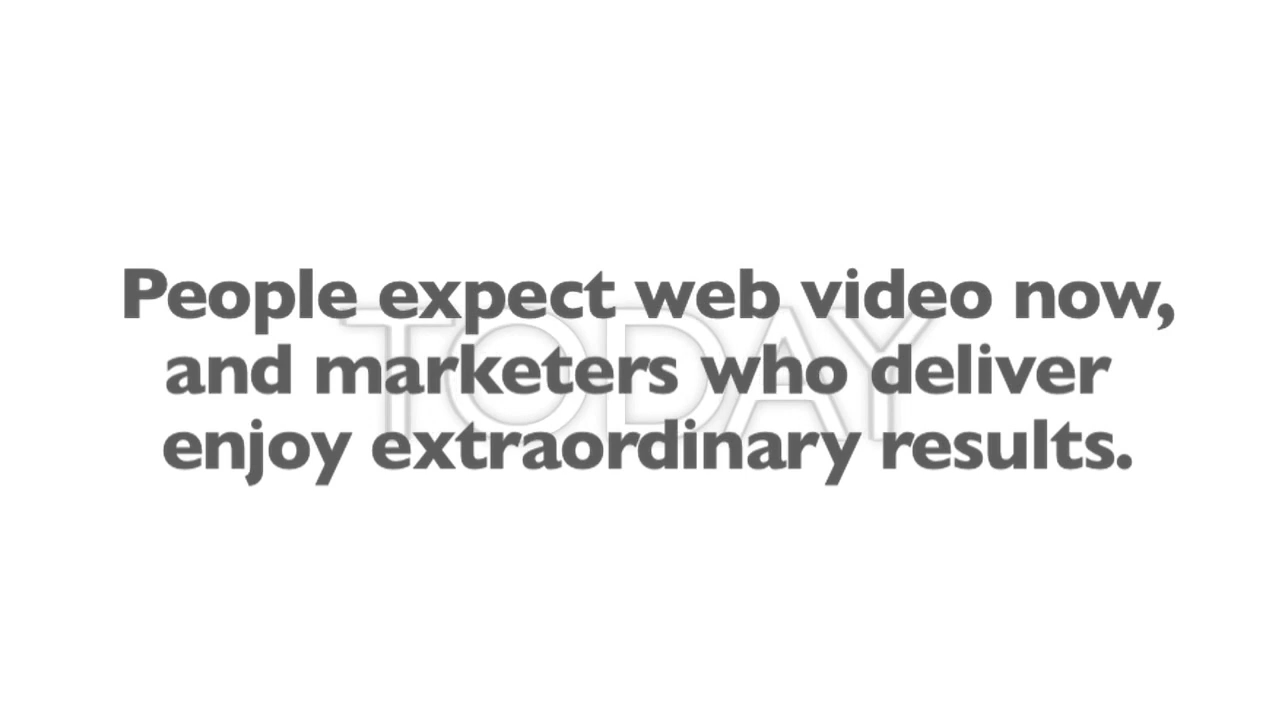 People expect web video now,
and marketers who deliver
enjoy extraordinary results.
TODAY